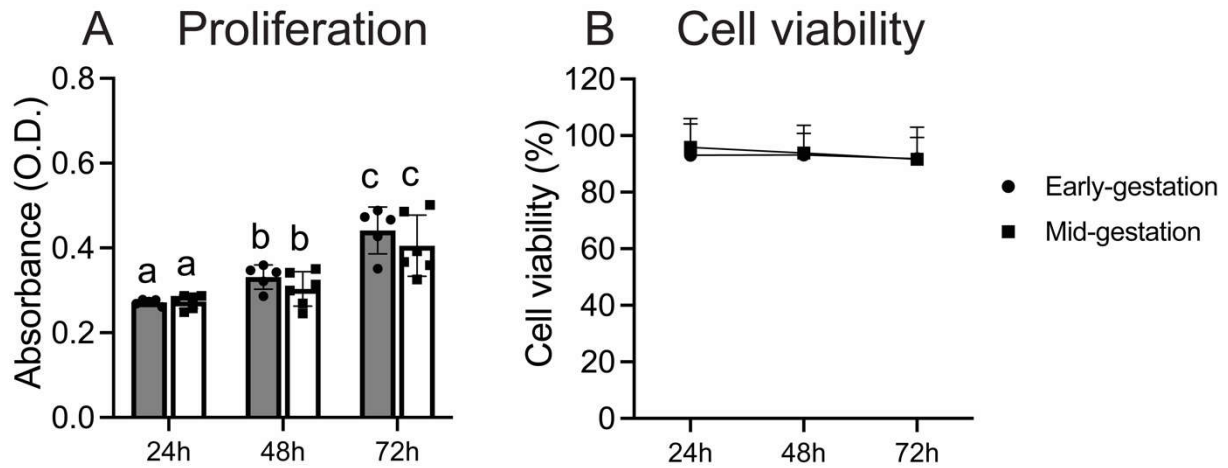 A Proliferation
Absorbance (O.D.)
0.8
0.6
0.4
0.2
0.0
a a
b b
c c
24h 48h 72h
B Cell viability
Cell viability (%)
120
100
80
60
40
20
0
24h 48h 72h
Early-gestation
Mid-gestation